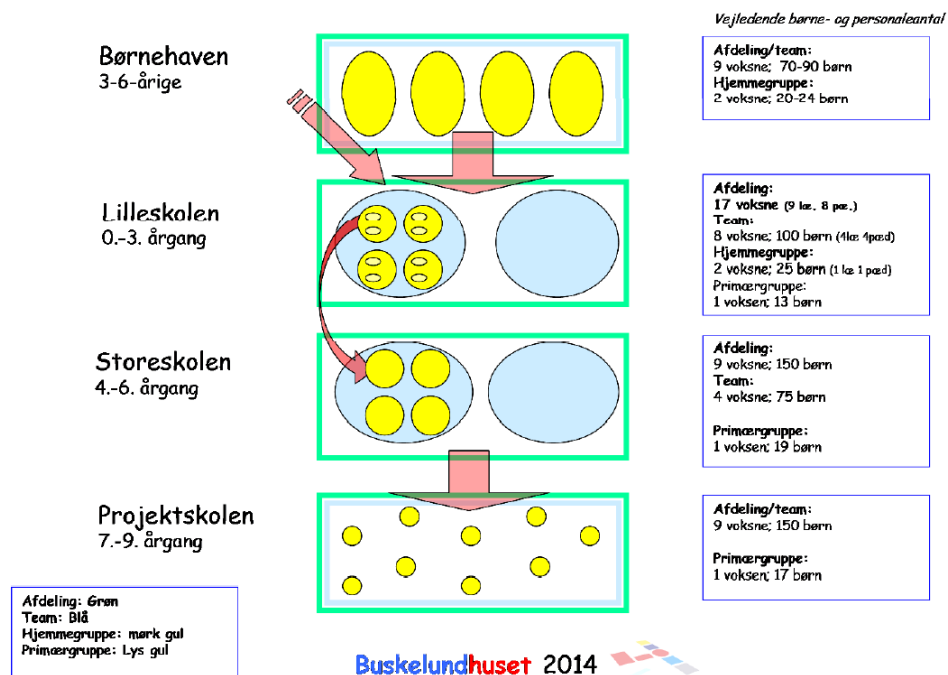 Vejledende børne- og personaleantal
Børnehaven
3-6-årige
Afdeling/team:
9 voksne; 70-90 børn
Hjemmegruppe:
2 voksne; 20-24 børn
Lilleskolen
0.-3. årgang
Afdeling:
17 voksne (9 læ. 8 pæ.)
Team:
8 voksne; 100 børn (4læ 4pæd)
Hjemmegruppe:
2 voksne; 25 børn (1 læ 1 pæd)
Primærgruppe:
1 voksen; 13 børn
Storeskolen
4.-6. årgang
Afdeling:
9 voksne; 150 børn
Team:
4 voksne; 75 børn
Primærgruppe:
1 voksne; 19 børn
Projektskolen
7.-9. årgang
Afdeling/team:
9 voksne; 150 børn
Primærgruppe:
1 voksen; 17 børn
Afdeling: Grøn
Team: Blå
Hjemmegruppe: mørk gul
Primærgruppe: Lys gul
Buskelundhuset 2014